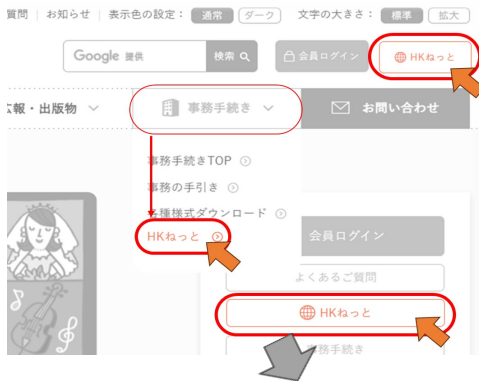 質問 | お知らせ | 表示色の設定： 通常 ダーク 文字の大きさ： 標準 拡大
Google 提供 検索 会員ログイン HKねっと
広報・出版物 事務手続き お問い合わせ
事務手続きTOP
事務の手引き
各種様式ダウンロード
HKねっと
会員ログイン
よくあるご質問
HKねっと
事務手続き